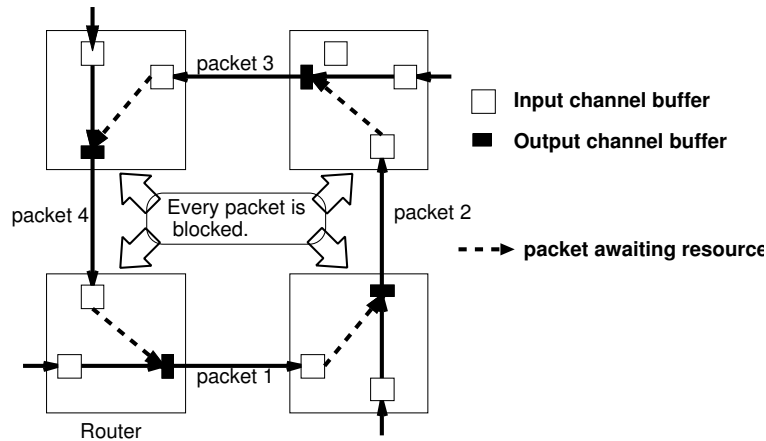 packet 3
Input channel buffer
Output channel buffer
packet 4
Every packet is
blocked.
packet 2
packet awaiting resource
packet 1
Router